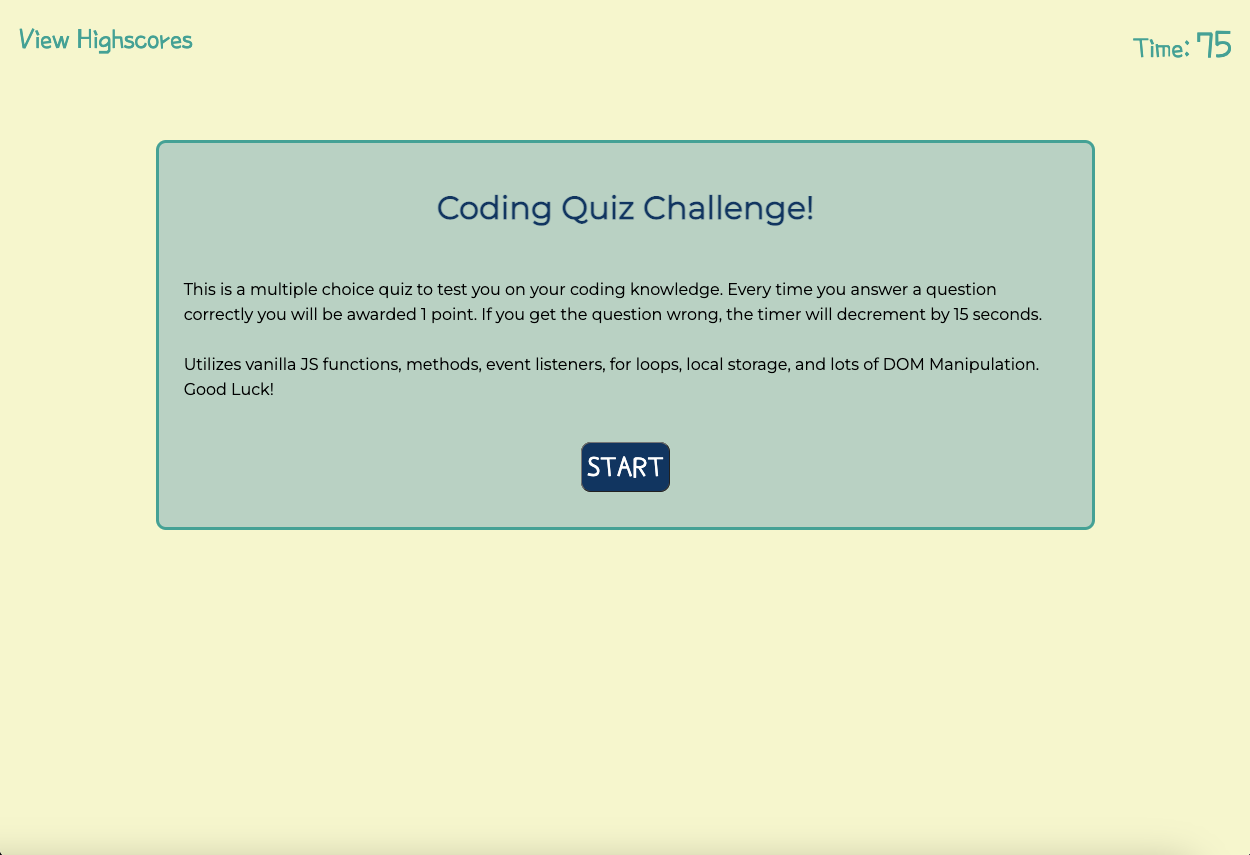 View Highscores
Time: 75
Coding Quiz Challenge!
This is a multiple choice quiz to test you on your coding knowledge. Every time you answer a question
correctly you will be awarded 1 point. If you get the question wrong, the timer will decrement by 15 seconds.
Utilizes vanilla JS functions, methods, event listeners, for loops, local storage, and lots of DOM Manipulation.
Good Luck!
START